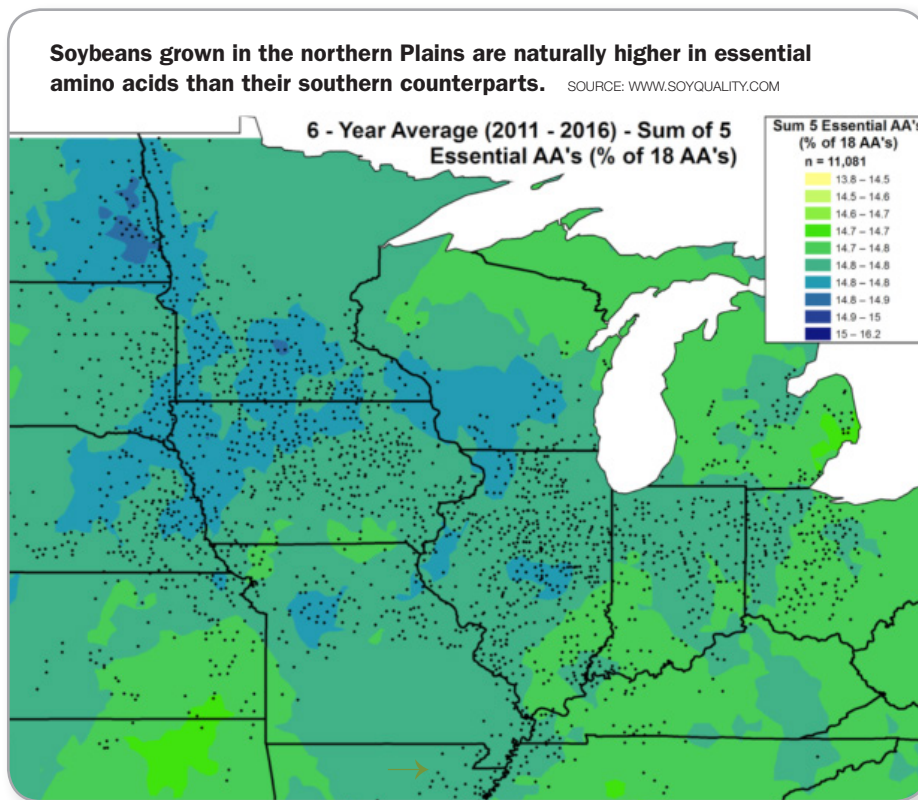 Soybeans grown in the northern Plains are naturally higher in essential
amino acids than their southern counterparts. SOURCE: WWW.SOYQUALITY.COM
6 - Year Average (2011 - 2016) - Sum of 5
Essential AA's (% of 18 AA's)
Sum 5 Essential AA's
(% of 18 AA's)
n = 11,081
13.8 – 14.5
14.5 – 14.6
14.6 – 14.7
14.7 – 14.7
14.7 – 14.8
14.8 – 14.8
14.8 – 14.8
14.8 – 14.9
14.9 – 15
15 – 16.2